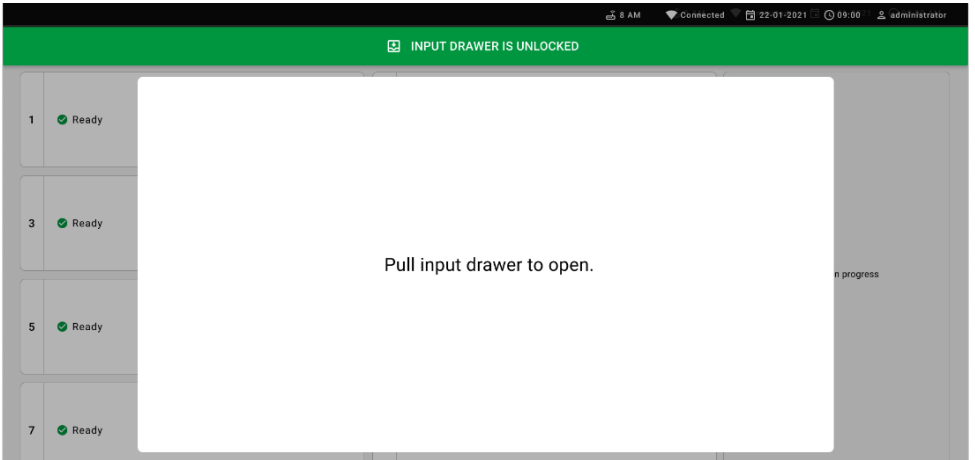 8 AM Connected 22-01-2021 09:00 administrator
INPUT DRAWER IS UNLOCKED
1 Ready
3 Ready
Pull input drawer to open.
n progress
5 Ready
7 Ready